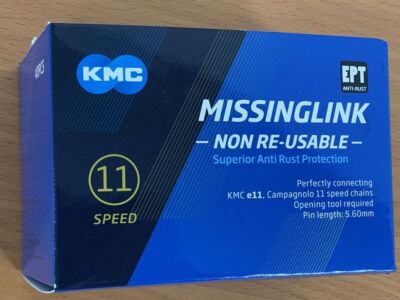 40PCS
KMC
EPT
ANTI-RUST
MISSINGLINK
– NON RE-USABLE –
Superior Anti Rust Protection
11
SPEED
Perfectly connecting
KMC e11, Campagnolo 11 speed chains
Opening tool required
Pin length: 5.60mm